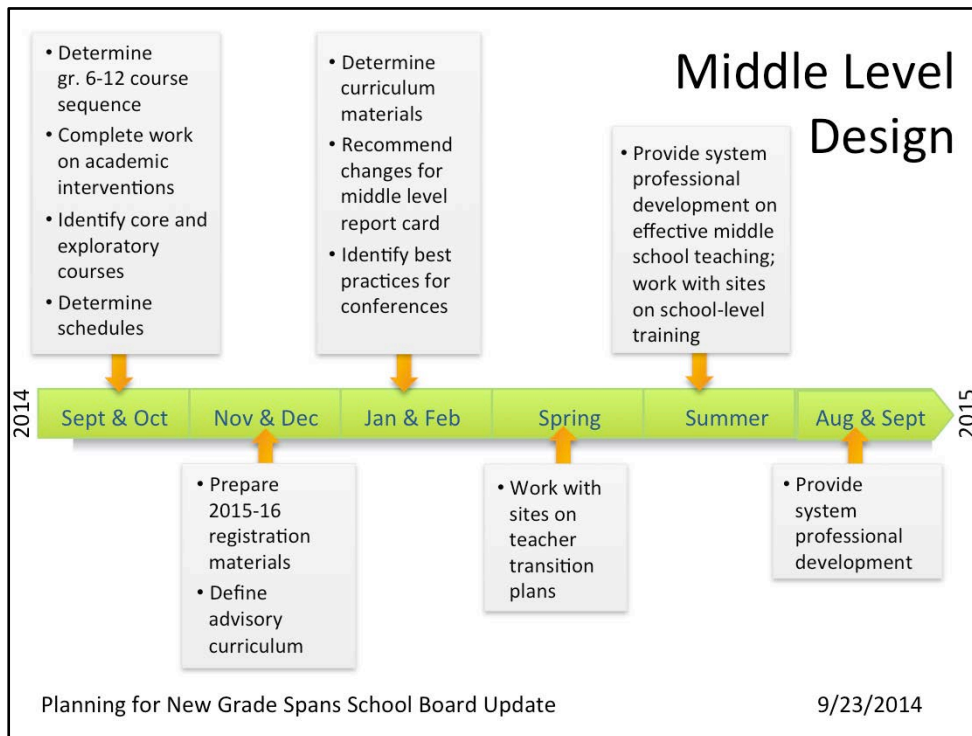 Middle Level
Design
• Determine
gr. 6-12 course
sequence
• Complete work
on academic
interventions
• Identify core and
exploratory
courses
• Determine
schedules
• Determine
curriculum
materials
• Recommend
changes for
middle level
report card
• Identify best
practices for
conferences
• Provide system
professional
development on
effective middle
school teaching;
work with sites
on school-level
training
2014
Sept & Oct
Nov & Dec
Jan & Feb
Spring
Summer
Aug & Sept
2015
• Prepare
2015-16
registration
materials
• Define
advisory
curriculum
• Work with
sites on
teacher
transition
plans
• Provide
system
professional
development
Planning for New Grade Spans School Board Update
9/23/2014